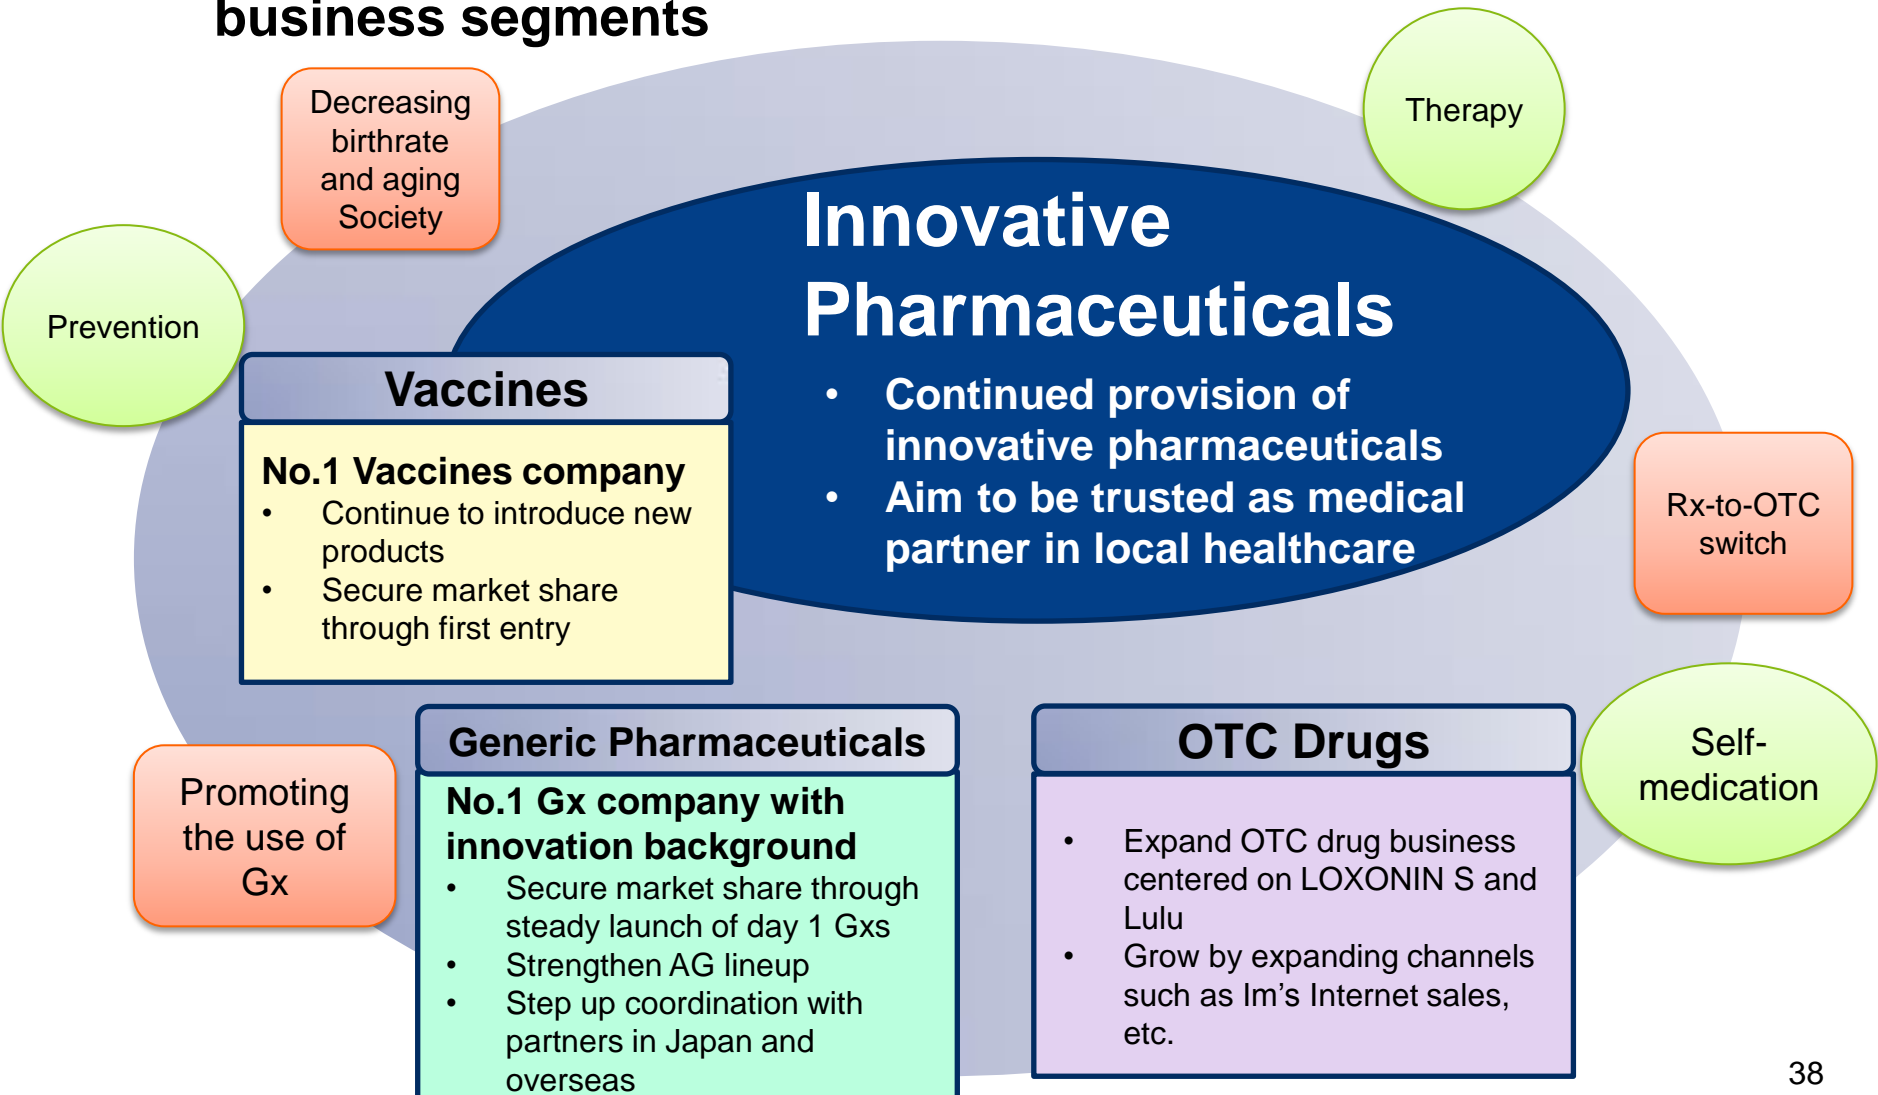 business segments
Decreasing
birthrate
and aging
Society
Therapy
Prevention
Innovative
Pharmaceuticals
• Continued provision of
innovative pharmaceuticals
• Aim to be trusted as medical
partner in local healthcare
Vaccines
No.1 Vaccines company
• Continue to introduce new
products
• Secure market share
through first entry
Rx-to-OTC
switch
Promoting
the use of
Gx
Generic Pharmaceuticals
No.1 Gx company with
innovation background
• Secure market share through
steady launch of day 1 Gxs
• Strengthen AG lineup
• Step up coordination with
partners in Japan and
overseas
OTC Drugs
• Expand OTC drug business
centered on LOXONIN S and
Lulu
• Grow by expanding channels
such as Im’s Internet sales,
etc.
Self-
medication
38